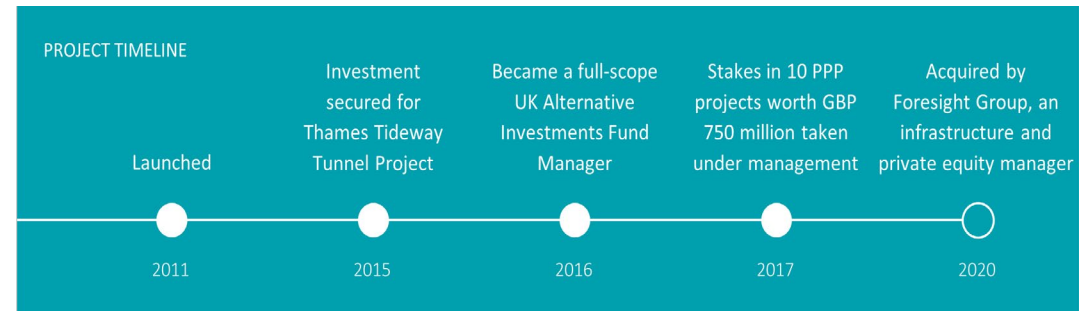 PROJECT TIMELINE
Launched
Investment
secured for
Thames Tideway
Tunnel Project
Became a full-scope
UK Alternative
Investments Fund
Manager
Stakes in 10 PPP
projects worth GBP
750 million taken
under management
Acquired by
Foresight Group, an
infrastructure and
private equity manager
2011
2015
2016
2017
2020